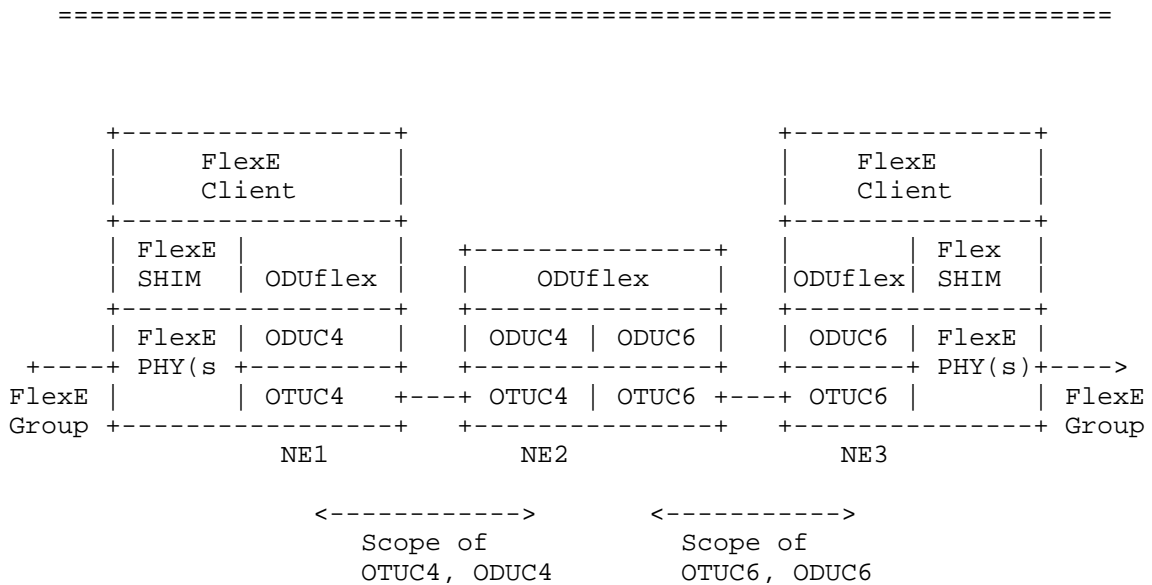 ====================================================================
+-----------------+ +---------------+
| FlexE | | FlexE |
| Client | | Client |
+-----------------+ +---------------+
| FlexE | | +---------------+ | | Flex |
| SHIM | ODUflex | | ODUflex | |ODUflex| SHIM |
+-----------------+ +---------------+ +---------------+
| FlexE | ODUC4 | | ODUC4 | ODUC6 | | ODUC6 | FlexE |
+----+ PHY(s +---------+ +---------------+ +-------+ PHY(s)+---->
FlexE | | OTUC4 +---+ OTUC4 | OTUC6 +---+ OTUC6 | | FlexE
Group +-----------------+ +---------------+ +---------------+ Group
NE1 NE2 NE3
<------------> <----------->
Scope of Scope of
OTUC4, ODUC4 OTUC6, ODUC6